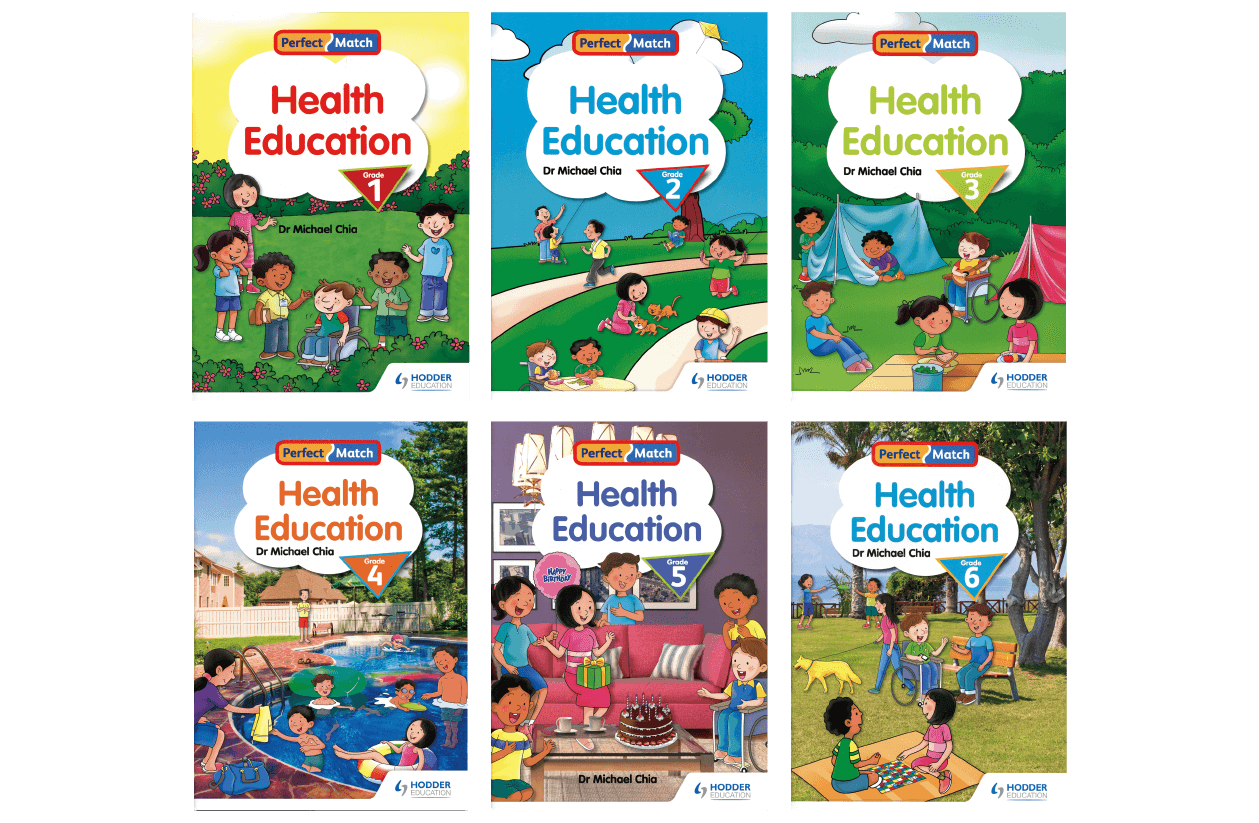 Perfect Match
Health
Education
Grade
1
Dr Michael Chia
HODDER
EDUCATION
Perfect Match
Health
Education
Dr Michael Chia
Grade
2
HODDER
EDUCATION
Perfect Match
Health
Education
Dr Michael Chia
Grade
3
HODDER
EDUCATION
Perfect Match
Health
Education
Dr Michael Chia
Grade
4
HODDER
EDUCATION
Perfect Match
Health
Education
Grade
5
HAPPY
BIRTHDAY
Dr Michael Chia
HODDER
EDUCATION
Perfect Match
Health
Education
Dr Michael Chia
Grade
6
HODDER
EDUCATION